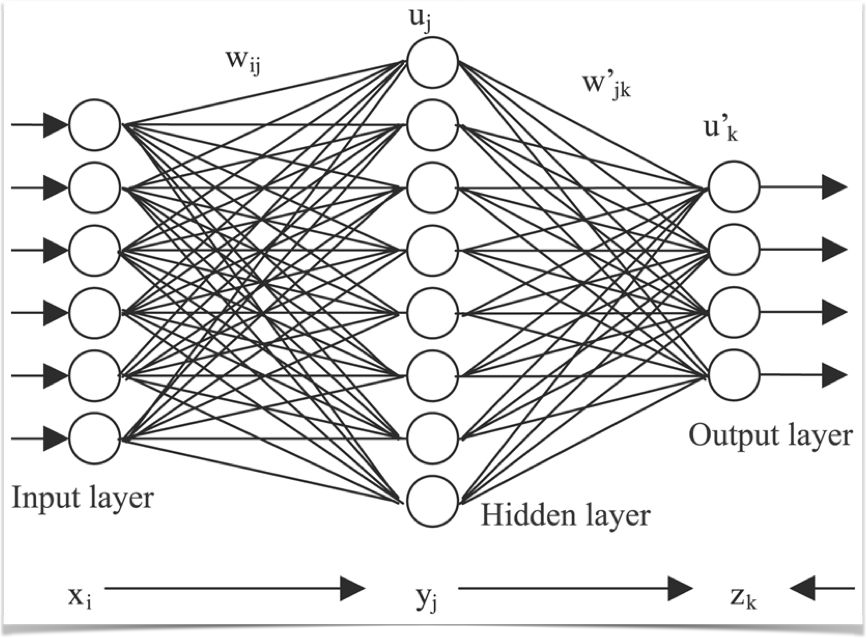 uj
wij
w’jk
u’k
Output layer
Input layer
Hidden layer
xi
yj
zk